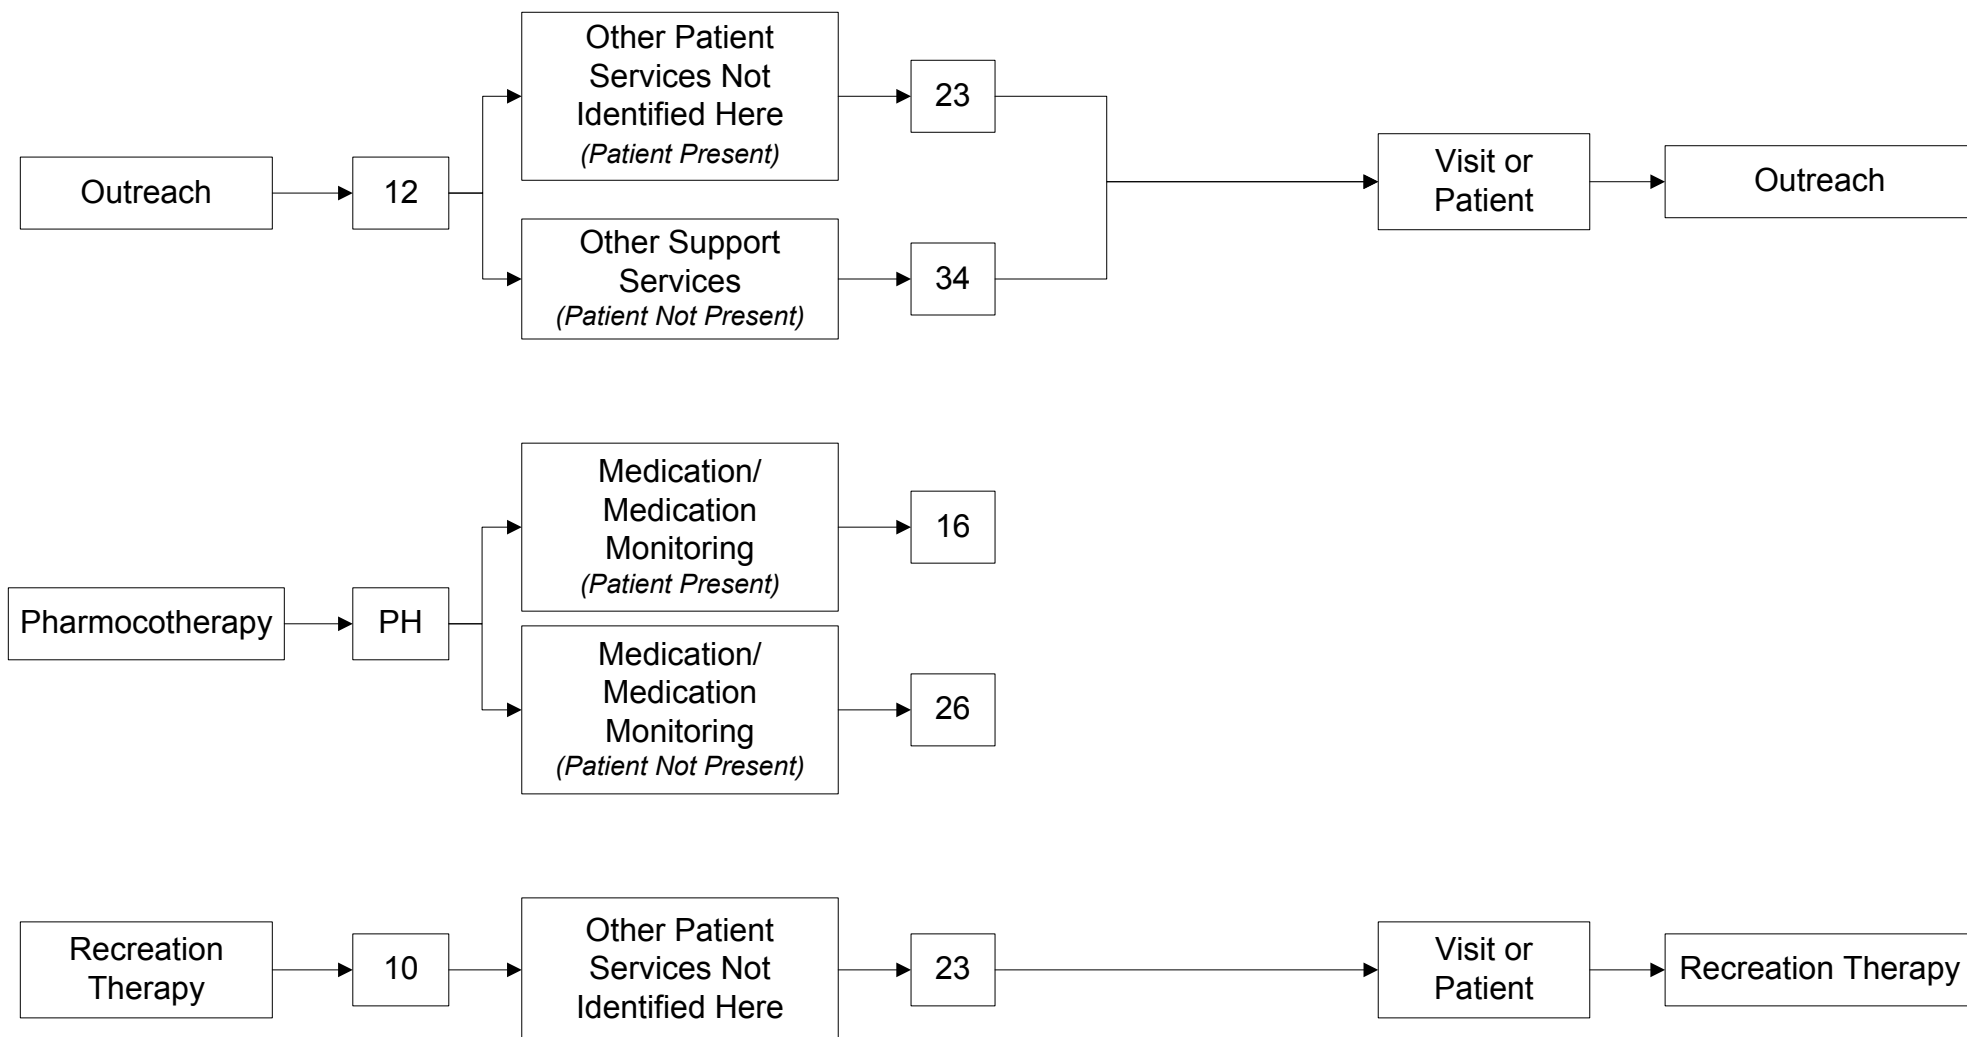 Outreach
12
Other Patient
Services Not
Identified Here
(Patient Present)
23
Other Support
Services
(Patient Not Present)
34
Visit or
Patient
Outreach
Pharmocotherapy
PH
Medication/
Medication
Monitoring
(Patient Present)
16
Medication/
Medication
Monitoring
(Patient Not Present)
26
Recreation
Therapy
10
Other Patient
Services Not
Identified Here
23
Visit or
Patient
Recreation Therapy